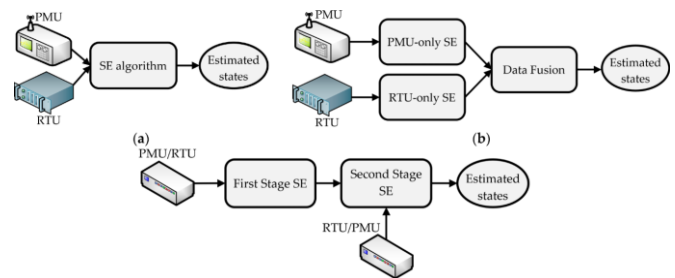 PMU
SE algorithm
Estimated
states
RTU
(a)
PMU
PMU-only SE
RTU-only SE
Data Fusion
Estimated
states
RTU
(b)
PMU/RTU
First Stage SE
Second Stage
SE
Estimated
states
RTU/PMU